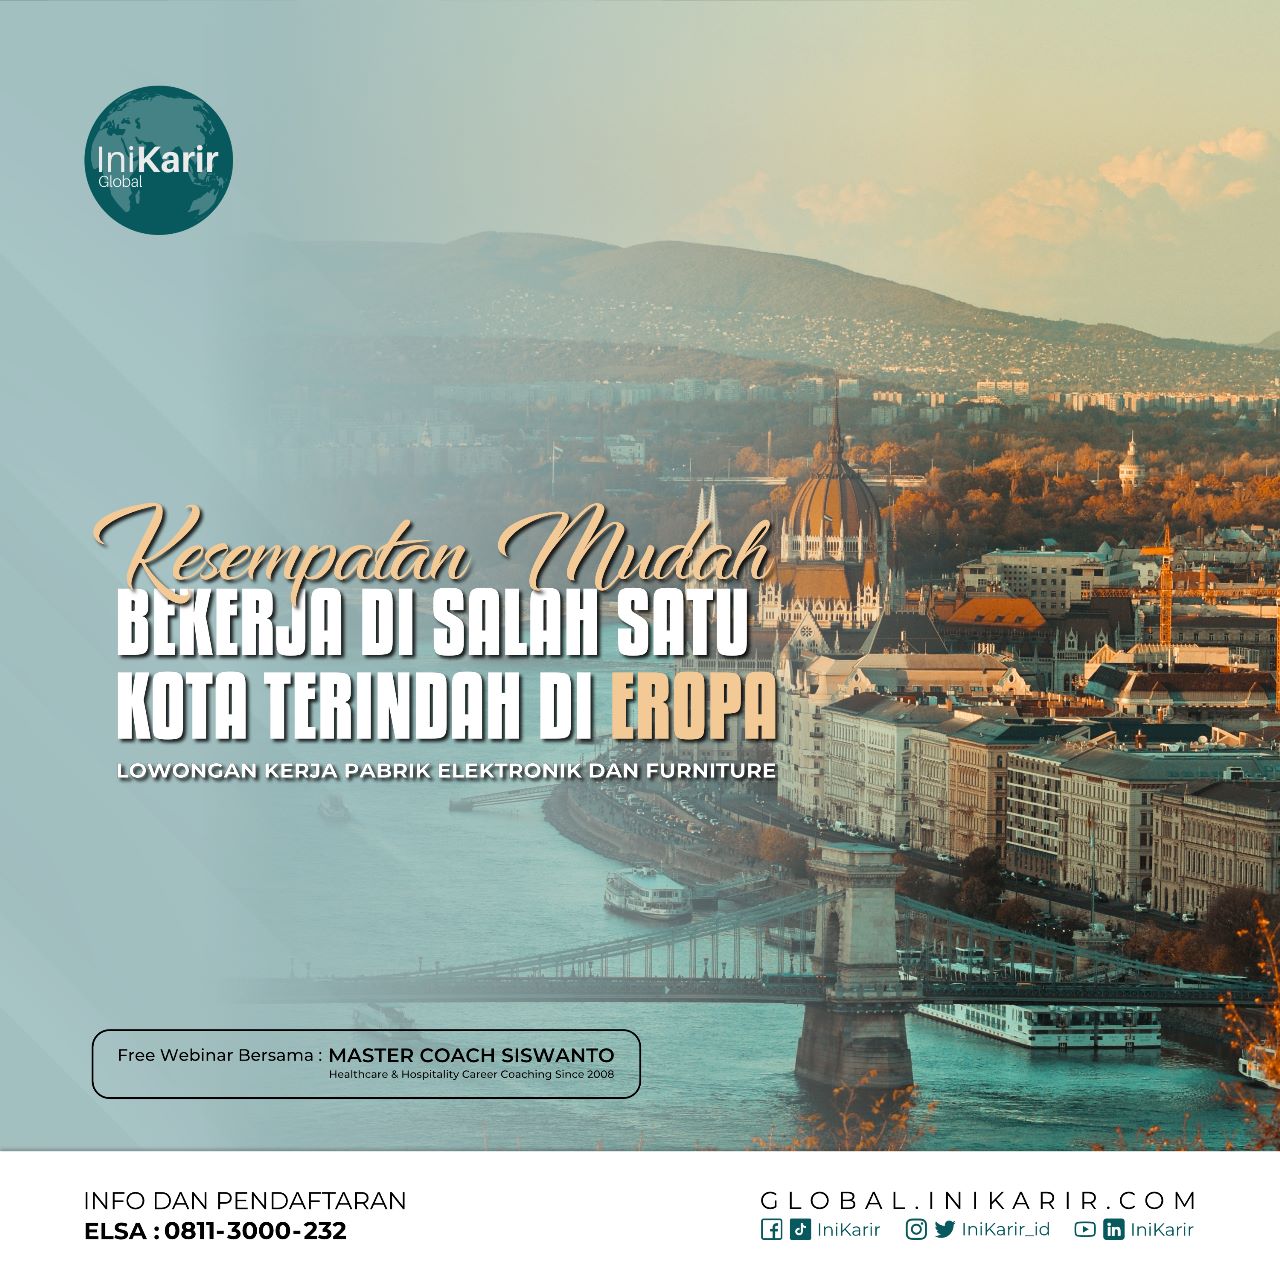 IniKarir
Global
Kesempatan Mudah
BEKERJA DI SALAH SATU
KOTA TERINDAH DI EROPA
LOWONGAN KERJA PABRIK ELEKTRONIK DAN FURNITURE
Free Webinar Bersama : MASTER COACH SISWANTO
Healthcare & Hospitality Career Coaching Since 2008
INFO DAN PENDAFTARAN
ELSA : 0811-3000-232
GLOBAL.INIKARIR.COM
IniKarir IniKarir_id IniKarir